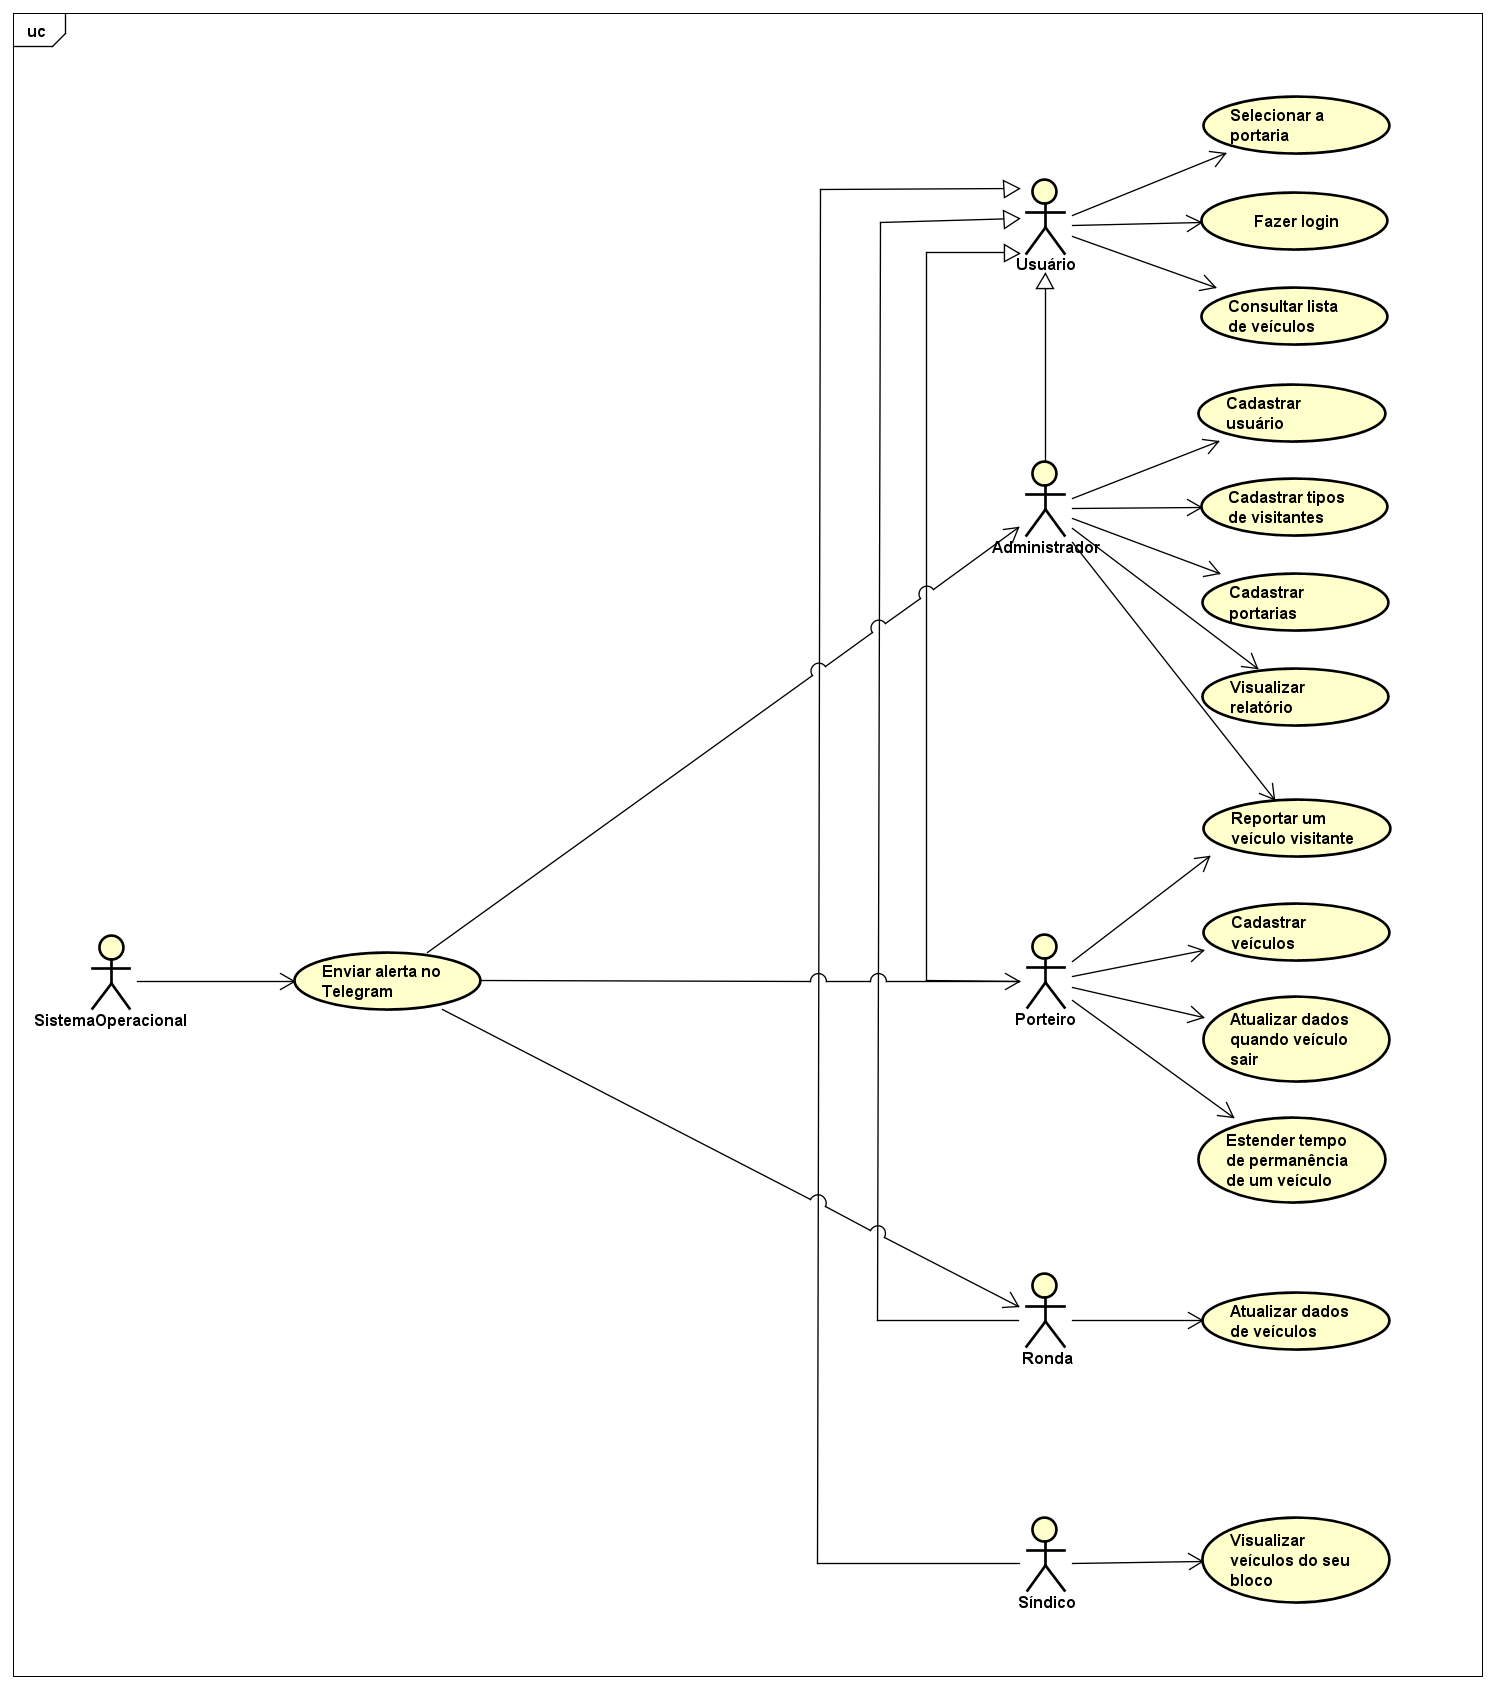 uc
Selecionar a
portaria
Fazer login
Usuário
Consultar lista
de veículos
Cadastrar
usuário
Cadastrar tipos
de visitantes
Administrador
Cadastrar
portarias
Visualizar
relatório
Reportar um
veículo visitante
Cadastrar
veículos
Enviar alerta no
Telegram
SistemaOperacional
Porteiro
Atualizar dados
quando veículo
sair
Estender tempo
de permanência
de um veículo
Atualizar dados
de veículos
Ronda
Visualizar
veículos do seu
bloco
Síndico